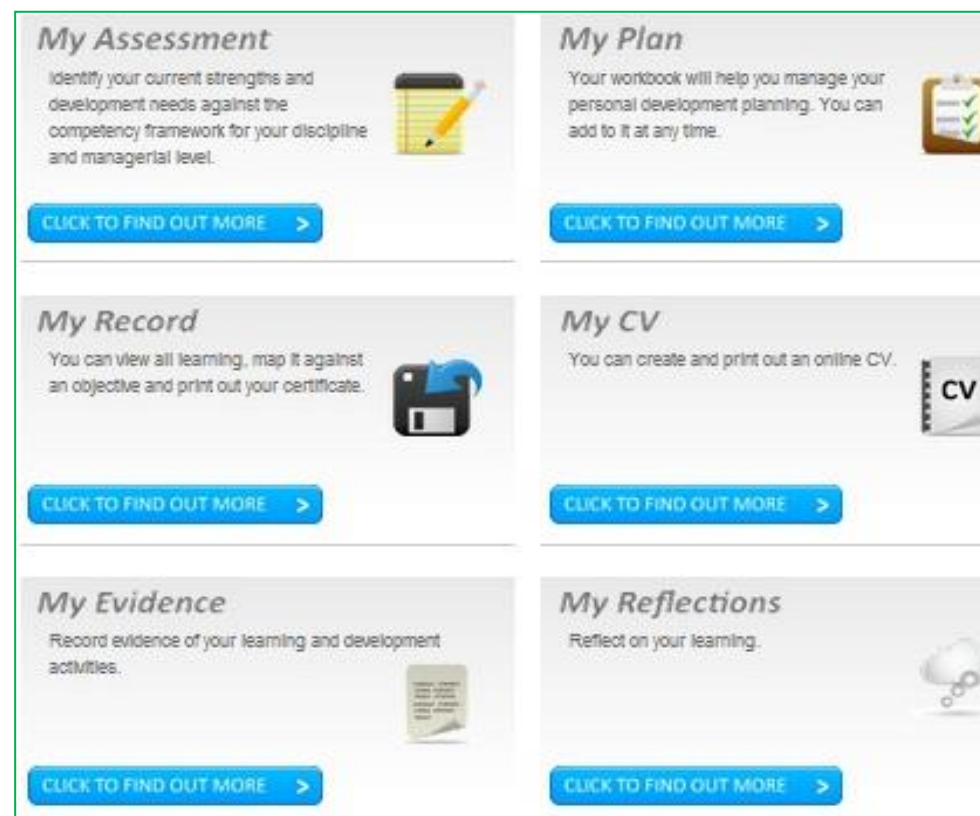 My Assessment
Identify your current strengths and
development needs against the
competency framework for your discipline
and managerial level.
CLICK TO FIND OUT MORE >
My Plan
Your workbook will help you manage your
personal development planning. You can
add to it at any time.
CLICK TO FIND OUT MORE >
My Record
You can view all learning, map it against
an objective and print out your certificate.
CLICK TO FIND OUT MORE >
My CV
You can create and print out an online CV.
CV
CLICK TO FIND OUT MORE >
My Evidence
Record evidence of your learning and development
activities.
CLICK TO FIND OUT MORE >
My Reflections
Reflect on your learning.
CLICK TO FIND OUT MORE >